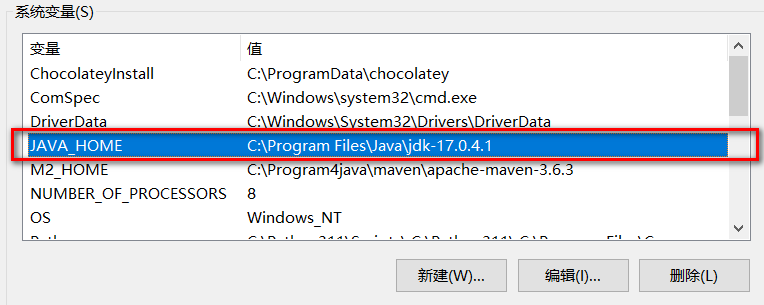 系统变量(S)
变量 值
ChocolateyInstall C:\ProgramData\chocolatey
ComSpec C:\Windows\system32\cmd.exe
DriverData C:\Windows\System32\Drivers\DriverData
JAVA_HOME C:\Program Files\Java\jdk-17.0.4.1
M2_HOME C:\Program4java\maven\apache-maven-3.6.3
NUMBER_OF_PROCESSORS 8
OS Windows_NT
新建(W)... 编辑(I)... 删除(L)